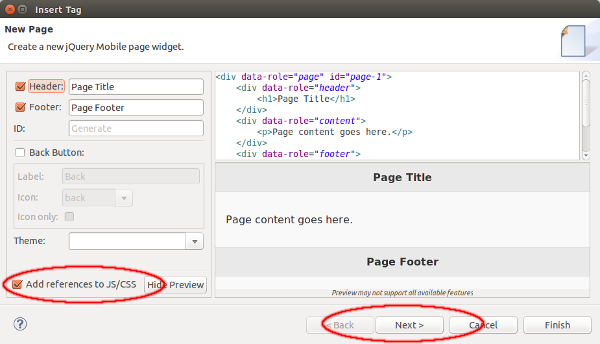 Insert Tag
New Page
Create a new jQuery Mobile page widget.
Header: Page Title
Footer: Page Footer
ID: Generate
Back Button:
Label: Back
Icon: back
Icon only:
Theme:
Add references to JS/CSS Hide Preview
<div data-role="page" id="page-1">
<div data-role="header">
<h1>Page Title</h1>
</div>
<div data-role="content">
<p>Page content goes here.</p>
</div>
<div data-role="footer">
Page Title
Page content goes here.
Page Footer
Preview may not support all available features
? < Back Next > Cancel Finish